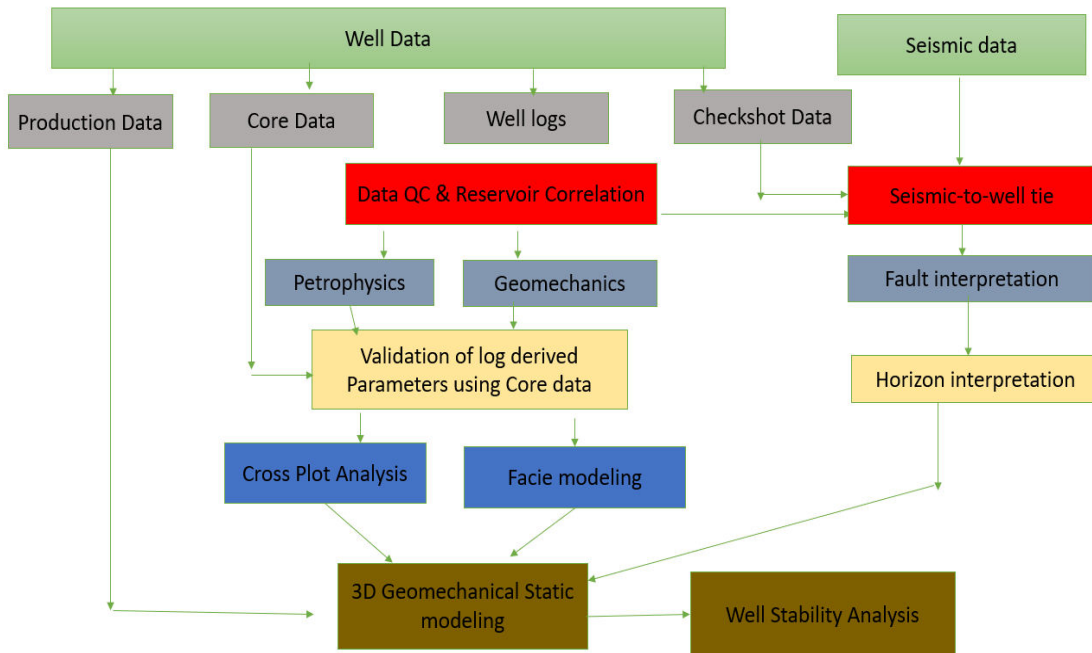 Well Data
Seismic data
Production Data
Core Data
Well logs
Checkshot Data
Data QC & Reservoir Correlation
Seismic-to-well tie
Petrophysics
Geomechanics
Fault interpretation
Validation of log derived
Parameters using Core data
Horizon interpretation
Cross Plot Analysis
Facie modeling
3D Geomechanical Static
modeling
Well Stability Analysis